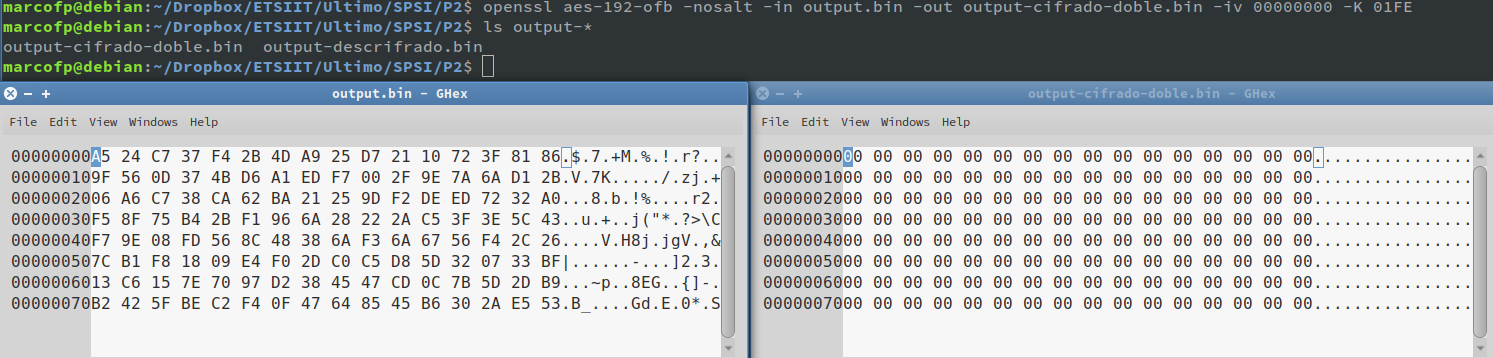 marcofp@debian:~/Dropbox/ETSIIT/Ultimo/SPSI/P2$ openssl aes-192-ofb -nosalt -in output.bin -out output-cifrado-doble.bin -iv 00000000 -K 01FE
marcofp@debian:~/Dropbox/ETSIIT/Ultimo/SPSI/P2$ ls output-*
output-cifrado-doble.bin  output-descrifrado.bin
marcofp@debian:~/Dropbox/ETSIIT/Ultimo/SPSI/P2$
output.bin - GHex
File Edit View Windows Help
00000000A5 24 C7 37 F4 2B 4D A9 25 D7 21 10 72 3F 81 86.$.7.+M.%.!.r?..
000000109F 56 0D 37 4B D6 A1 ED F7 00 2F 9E 7A 6A D1 2B.V.7K...../.zj.+
0000002006 A6 C7 38 CA 62 BA 21 25 9D F2 DE ED 72 32 A0...8.b.!%....r2.
00000030F5 8F 75 B4 2B F1 96 6A 28 22 2A C5 3F 3E 5C 43..u.+..j("*.?>\C
00000040F7 9E 08 FD 56 8C 48 38 6A F3 6A 67 56 F4 2C 26....V.H8j.jgV.,&
000000507C B1 F8 18 09 E4 F0 2D C0 C5 D8 5D 32 07 33 BF|......-...]2.3.
0000006013 C6 15 7E 70 97 D2 38 45 47 CD 0C 7B 5D 2D B9...~p..8EG..{]-.
00000070B2 42 5F BE C2 F4 0F 47 64 85 45 B6 30 2A E5 53.B_....Gd.E.0*.S
output-cifrado-doble.bin - GHex
File Edit View Windows Help
0000000000 00 00 00 00 00 00 00 00 00 00 00 00 00 00 00................
0000001000 00 00 00 00 00 00 00 00 00 00 00 00 00 00 00................
0000002000 00 00 00 00 00 00 00 00 00 00 00 00 00 00 00................
0000003000 00 00 00 00 00 00 00 00 00 00 00 00 00 00 00................
0000004000 00 00 00 00 00 00 00 00 00 00 00 00 00 00 00................
0000005000 00 00 00 00 00 00 00 00 00 00 00 00 00 00 00................
0000006000 00 00 00 00 00 00 00 00 00 00 00 00 00 00 00................
0000007000 00 00 00 00 00 00 00 00 00 00 00 00 00 00 00................